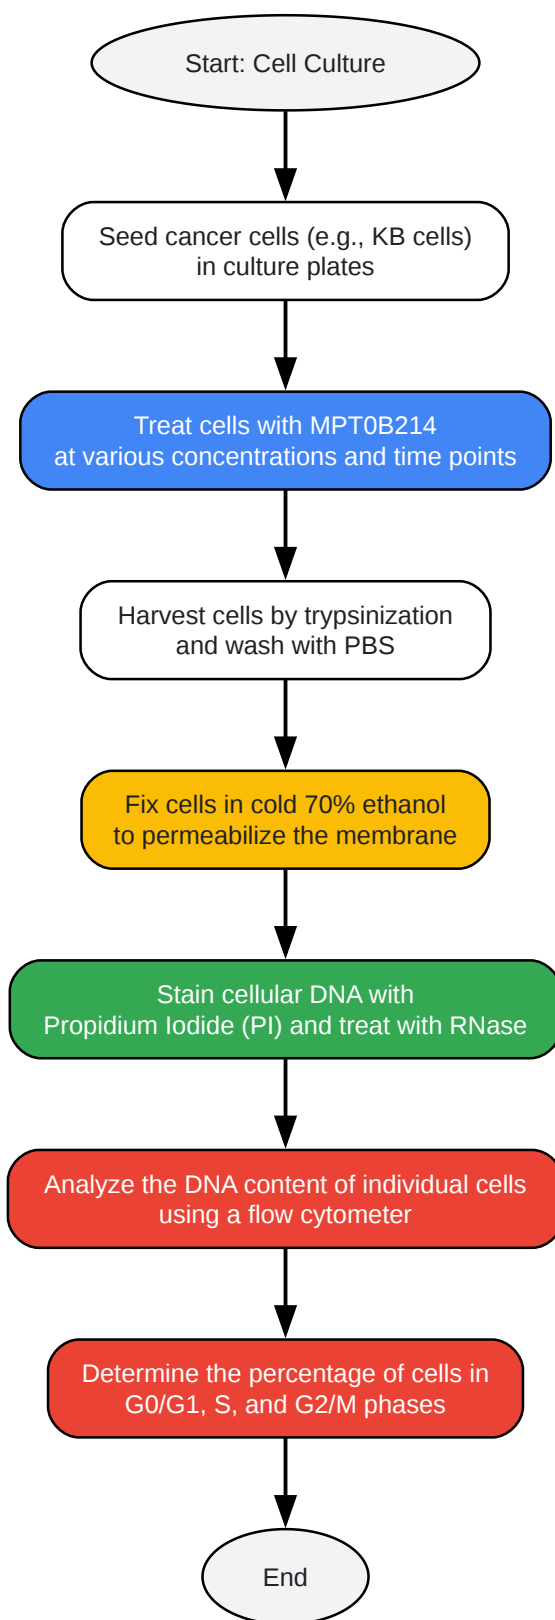 Start: Cell Culture
Seed cancer cells (e.g., KB cells)
in culture plates
Treat cells with MPT0B214
at various concentrations and time points
Harvest cells by trypsinization
and wash with PBS
Fix cells in cold 70% ethanol
to permeabilize the membrane
Stain cellular DNA with
Propidium Iodide (PI) and treat with RNase
Analyze the DNA content of individual cells
using a flow cytometer
Determine the percentage of cells in
G0/G1, S, and G2/M phases
End